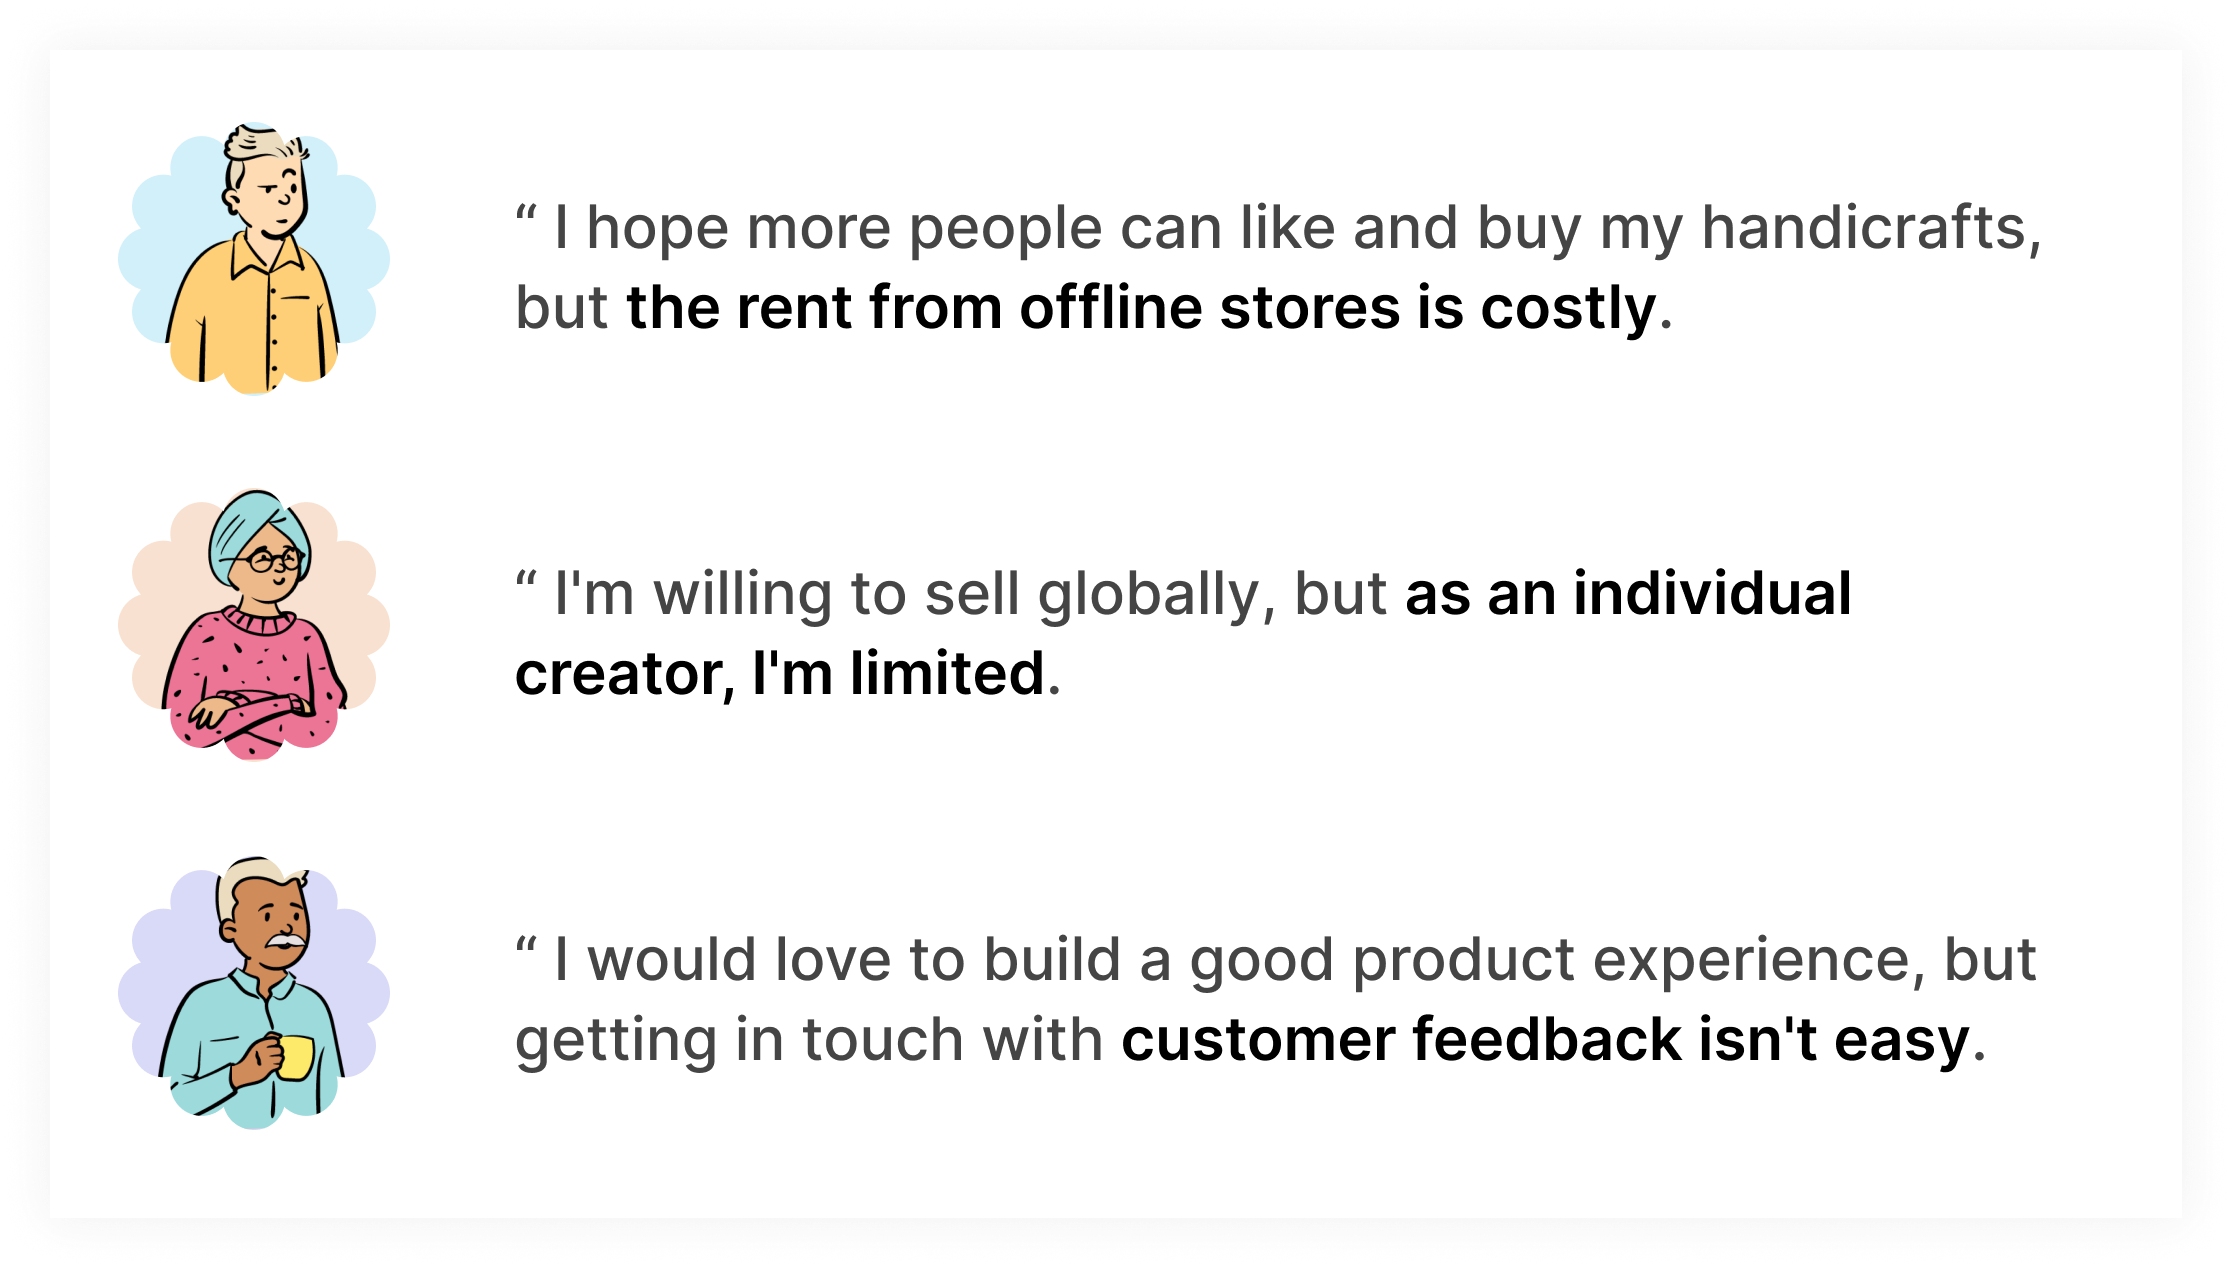 “ I hope more people can like and buy my handicrafts,
but the rent from offline stores is costly.
“ I'm willing to sell globally, but as an individual
creator, I'm limited.
“ I would love to build a good product experience, but
getting in touch with customer feedback isn't easy.